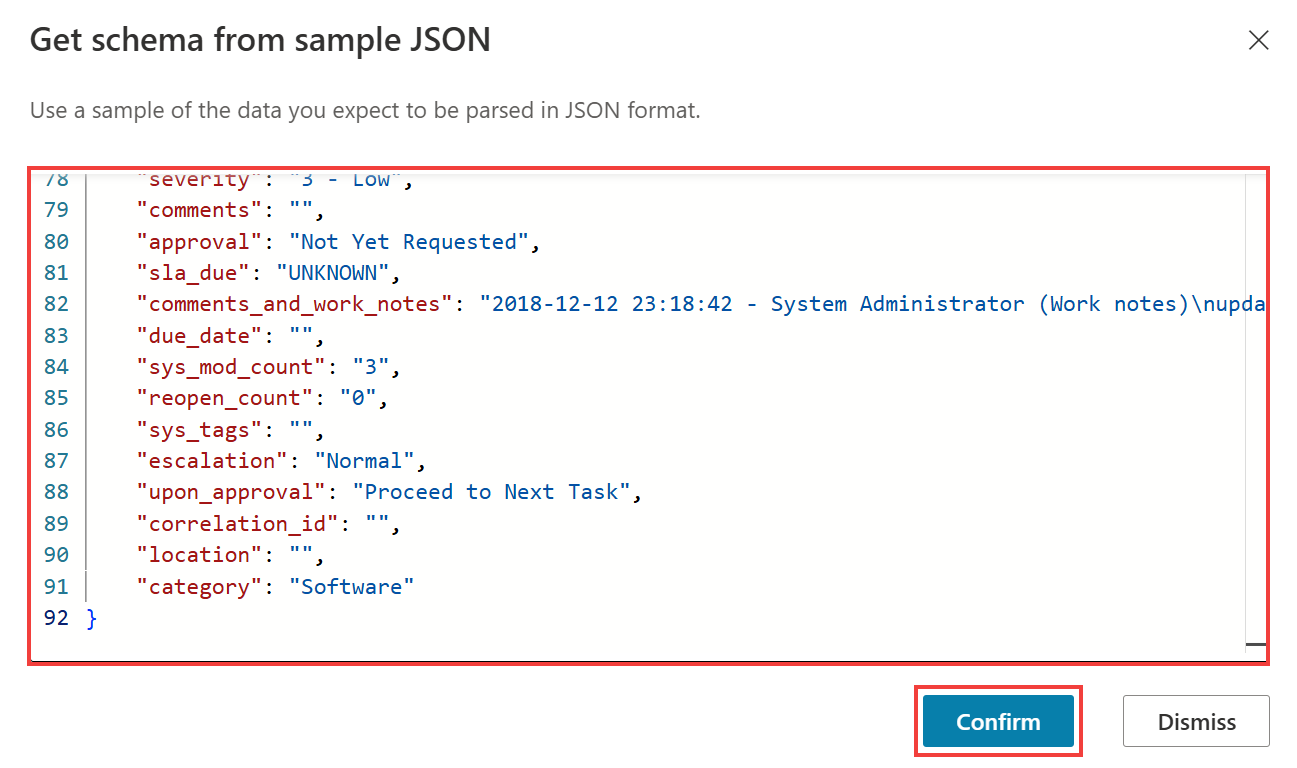 Get schema from sample JSON
Use a sample of the data you expect to be parsed in JSON format.
78 "severity": "3 - Low",
79 "comments": "",
80 "approval": "Not Yet Requested",
81 "sla_due": "UNKNOWN",
82 "comments_and_work_notes": "2018-12-12 23:18:42 - System Administrator (Work notes)\nupda
83 "due_date": "",
84 "sys_mod_count": "3",
85 "reopen_count": "0",
86 "sys_tags": "",
87 "escalation": "Normal",
88 "upon_approval": "Proceed to Next Task",
89 "correlation_id": "",
90 "location": "",
91 "category": "Software"
92 }
Confirm
Dismiss